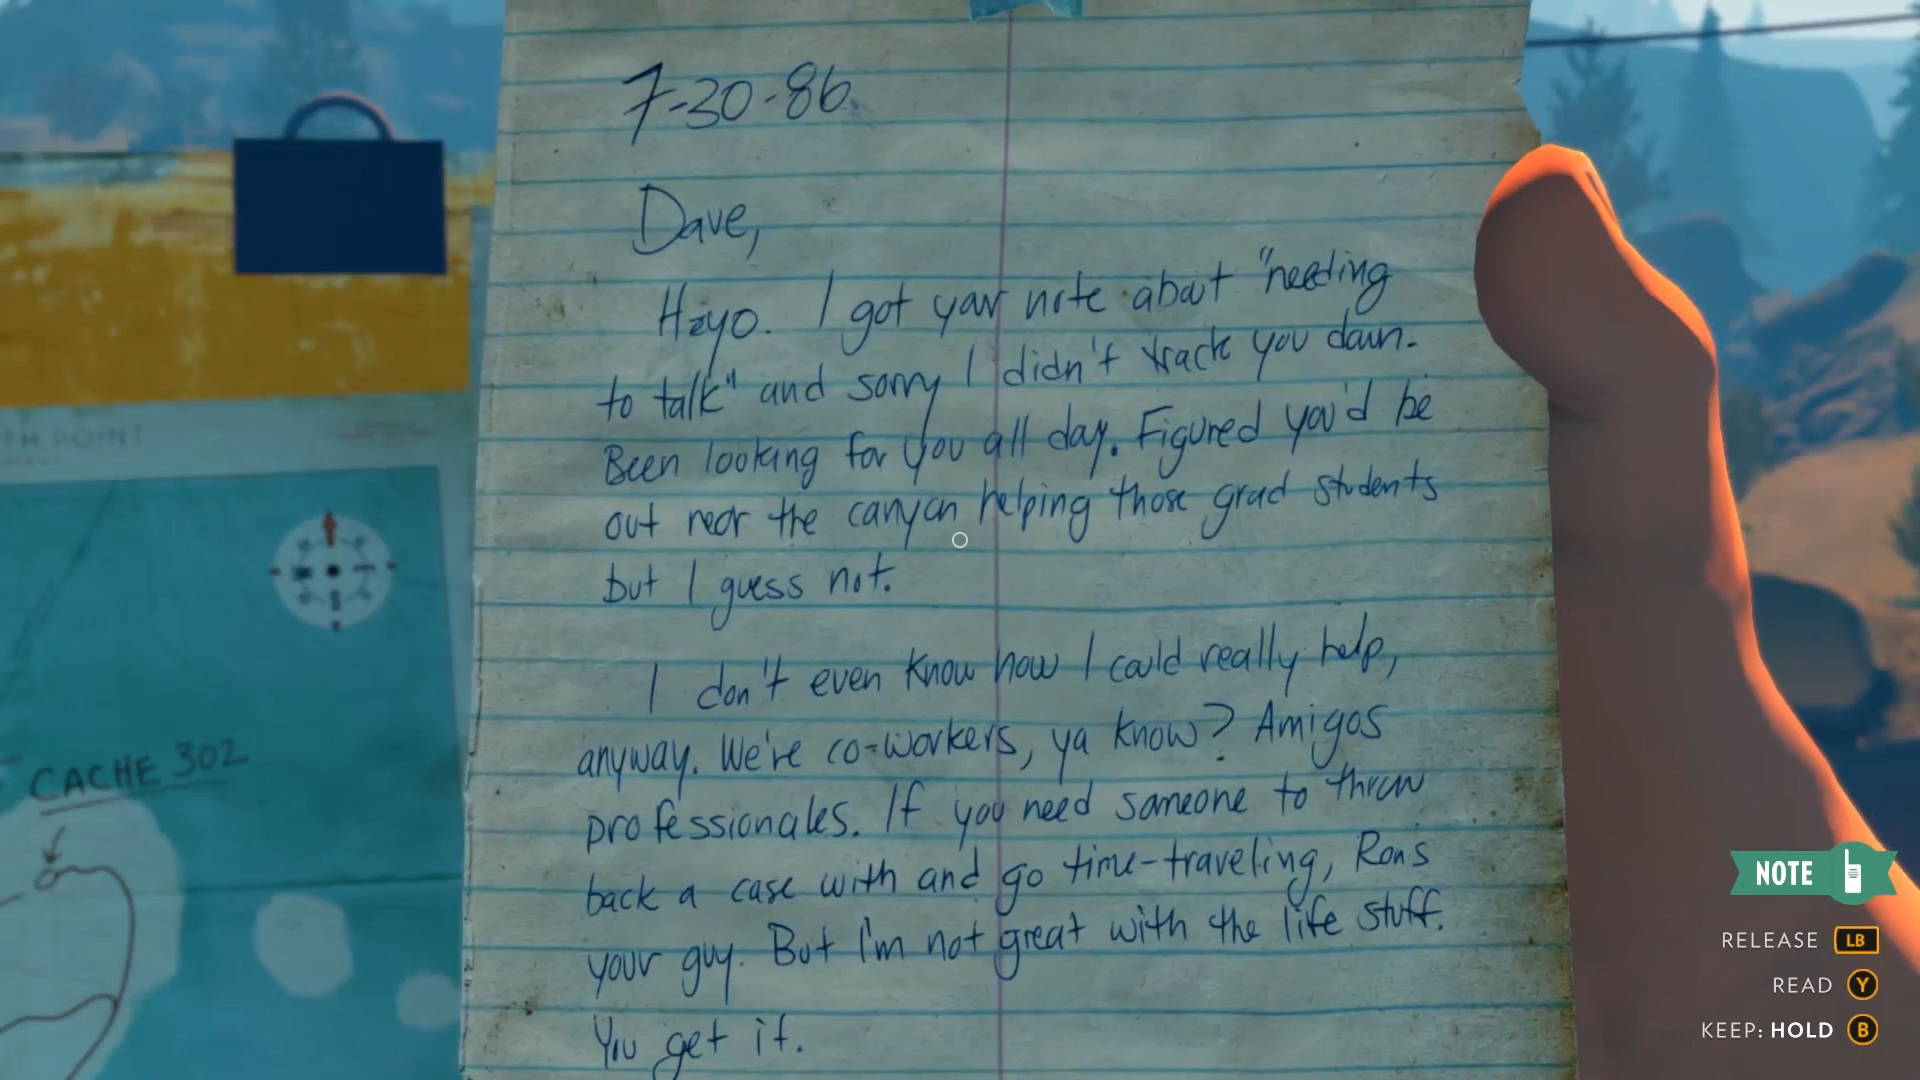 7-30-86
Dave,
Heyo. I got your note about "needing
to talk" and sorry I didn't track you down.
Been looking for you all day. Figured you'd be
out near the canyon helping those grad students
but I guess not.
I don't even know how I could really help,
anyway. We're co-workers, ya know? Amigos
professionales. If you need someone to throw
back a case with and go time-traveling, Ron's
your guy. But I'm not great with the life stuff.
You get it.
TH POINT
CACHE 302
NOTE
RELEASE LB
READ Y
KEEP: HOLD B